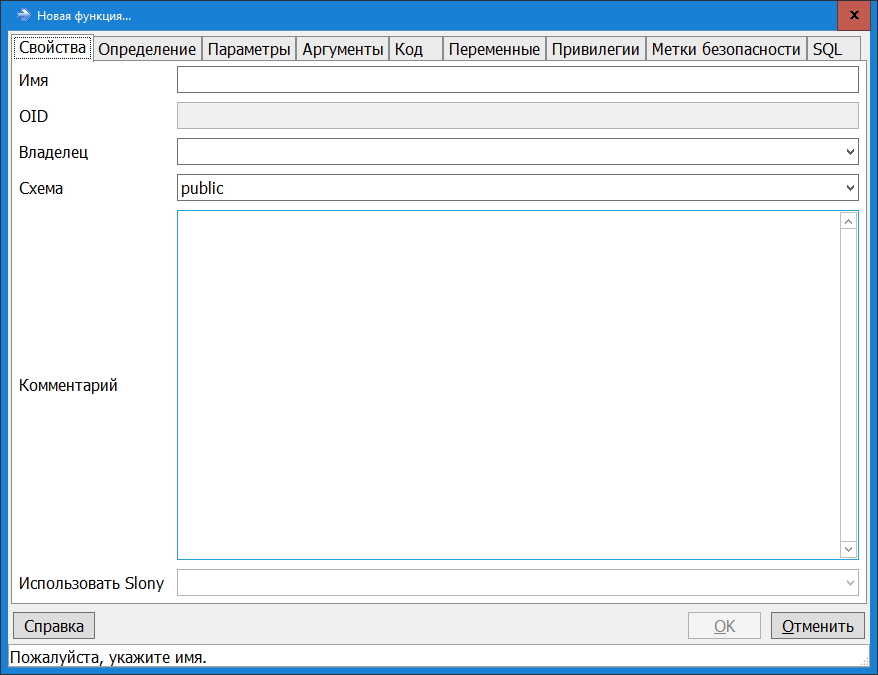 Новая функция...
Свойства Определение Параметры Аргументы Код Переменные Привилегии Метки безопасности SQL
Имя
OID
Владелец
Схема public
Комментарий
Использовать Slony
Справка OK Отменить
Пожалуйста, укажите имя.